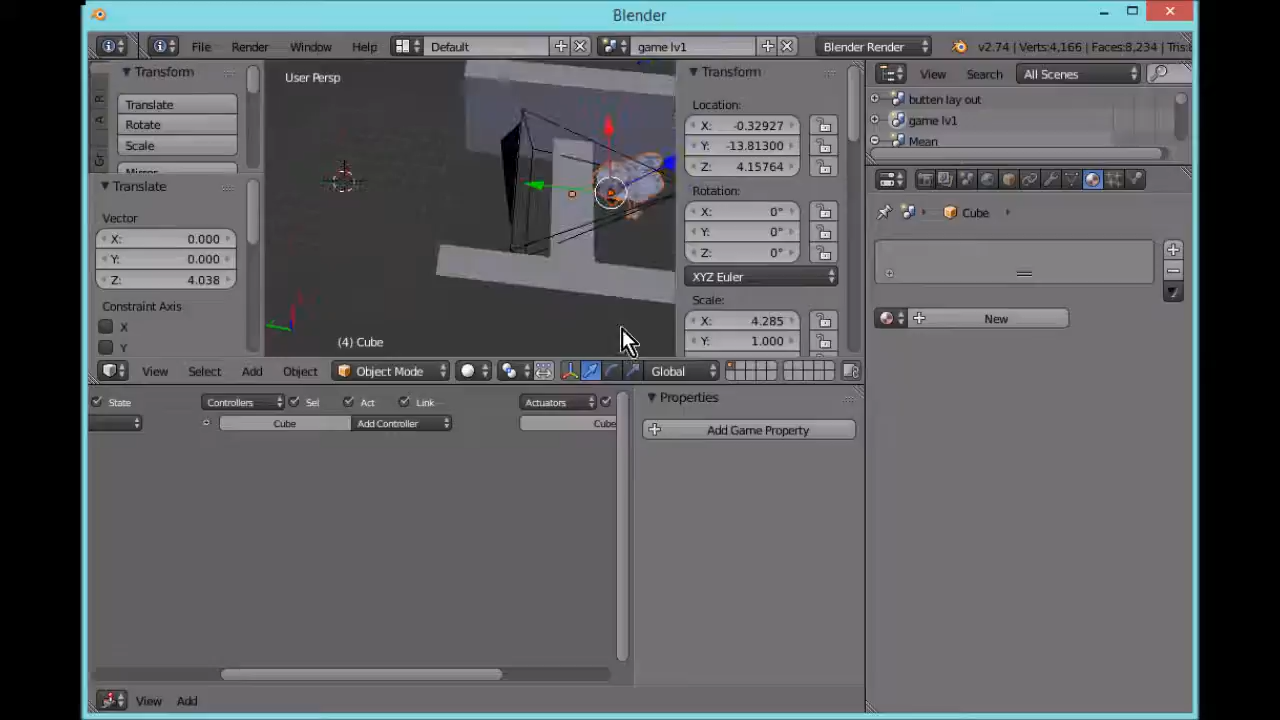 Blender
File Render Window Help Default game lv1 Blender Render v2.74 | Verts:4,166 | Faces:8,234 | Tris:
Transform
Translate
Rotate
Scale
Translate
Vector
X: 0.000
Y: 0.000
Z: 4.038
Constraint Axis
X
Y
User Persp
(4) Cube
Transform
Location:
X: -0.32927
Y: -13.81300
Z: 4.15764
Rotation:
X: 0°
Y: 0°
Z: 0°
XYZ Euler
Scale:
X: 4.285
Y: 1.000
View Search All Scenes
butten lay out
game lv1
Mean
Cube
New
View Select Add Object Object Mode Global
State Controllers Sel Act Link Actuators
Cube Add Controller Cube
Properties
Add Game Property
View Add